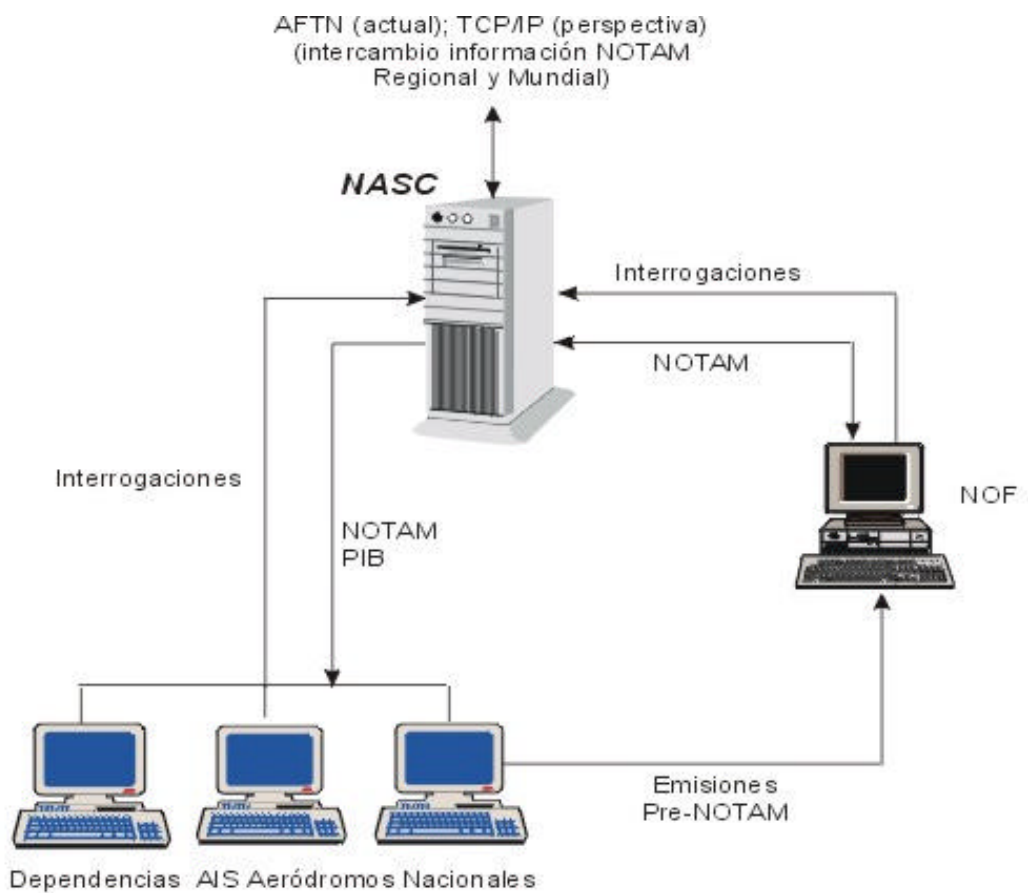 AFTN (actual); TCP/IP (perspectiva)
(intercambio información NOTAM
Regional y Mundial)
NASC
Interrogaciones
NOTAM
Interrogaciones
NOF
NOTAM
PIB
Emisiones
Pre-NOTAM
Dependencias AIS Aeródromos Nacionales